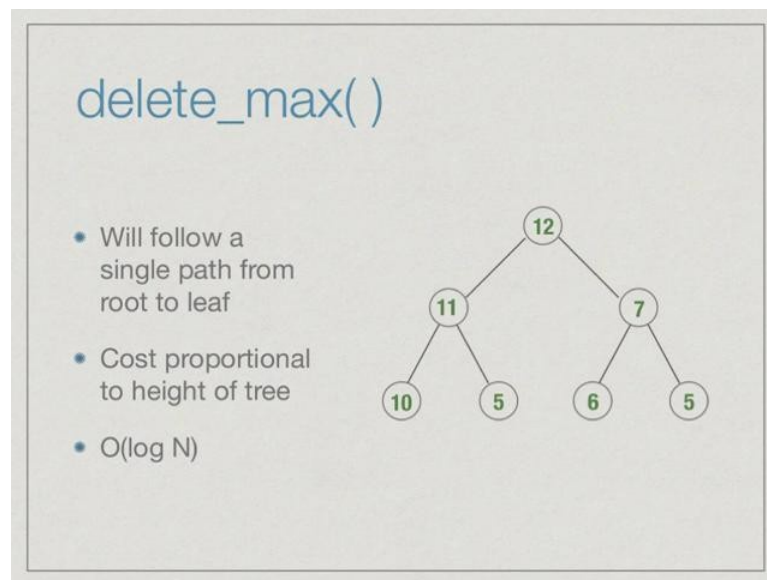 delete_max( )
Will follow a
single path from
root to leaf
Cost proportional
to height of tree
O(log N)
12
11
7
10
5
6
5